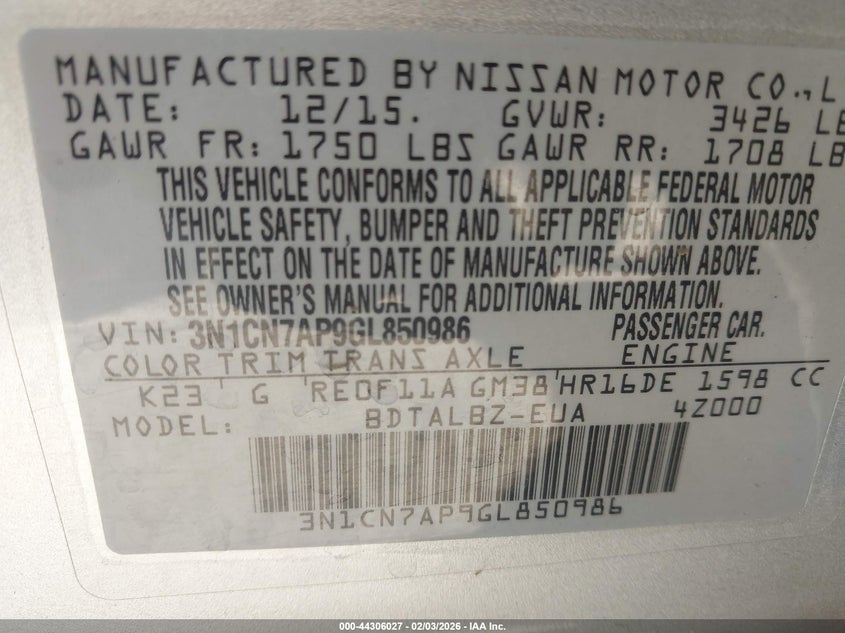 MANUFACTURED BY NISSAN MOTOR CO., L
DATE: 12/15. GVWR: 3426 LB
GAWR FR: 1750 LBS GAWR RR: 1708 LB
THIS VEHICLE CONFORMS TO ALL APPLICABLE FEDERAL MOTOR
VEHICLE SAFETY, BUMPER AND THEFT PREVENTION STANDARDS
IN EFFECT ON THE DATE OF MANUFACTURE SHOWN ABOVE.
SEE OWNER'S MANUAL FOR ADDITIONAL INFORMATION.
VIN: 3N1CN7AP9GL850986 PASSENGER CAR.
COLOR TRIM TRANS AXLE ENGINE
K23 G RE0F11A GM38 HR16DE 1598 CC
MODEL: BDTALBZ-EUA 4Z000
3N1CN7AP9GL850986
000-44306027 - 02/03/2026 - IAA Inc.